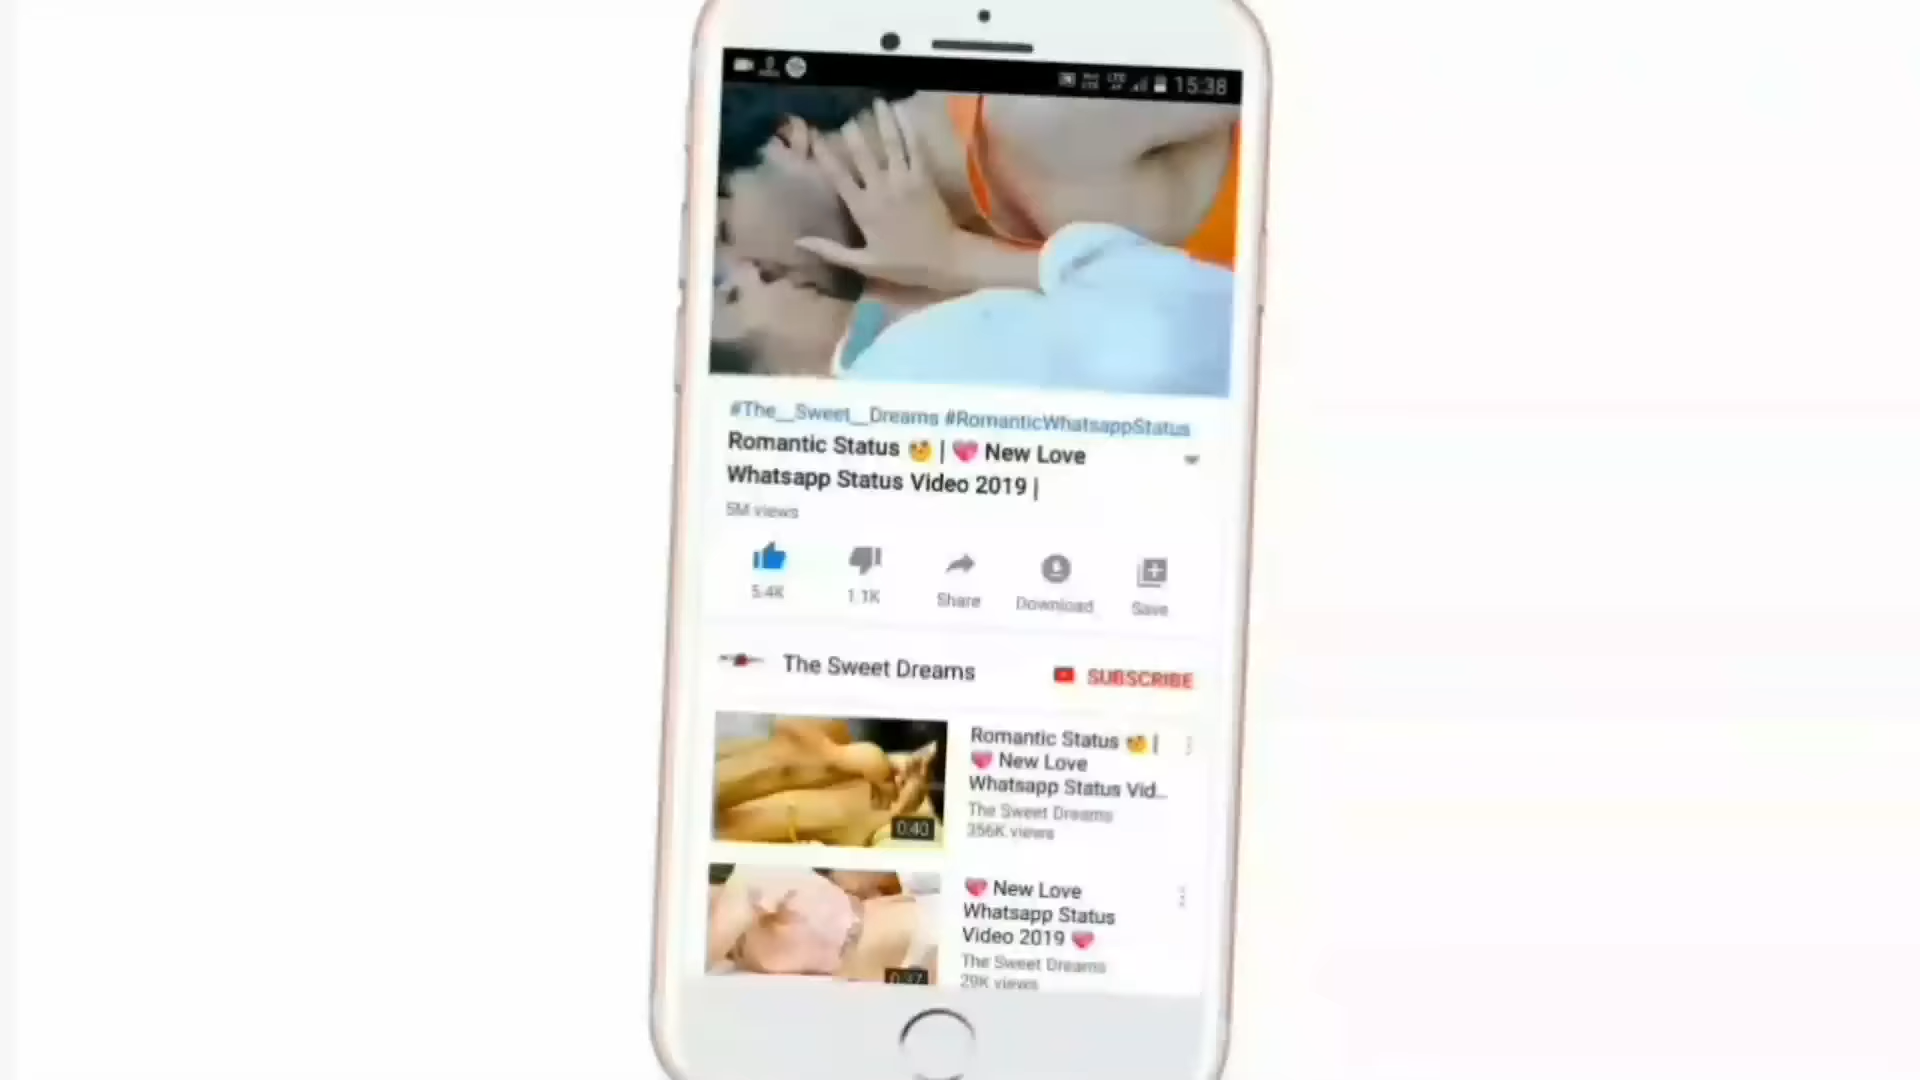 15:38
#The__Sweet__Dreams #RomanticWhatsappStatus
Romantic Status 🤒 | 💓 New Love
Whatsapp Status Video 2019 |
5M views
5.4K
1.1K
Share
Download
Save
The Sweet Dreams
SUBSCRIBE
Romantic Status 🤒 |
💓 New Love
Whatsapp Status Vid...
The Sweet Dreams
356K views
0:40
💓 New Love
Whatsapp Status
Video 2019 💓
The Sweet Dreams
29K views
0:37